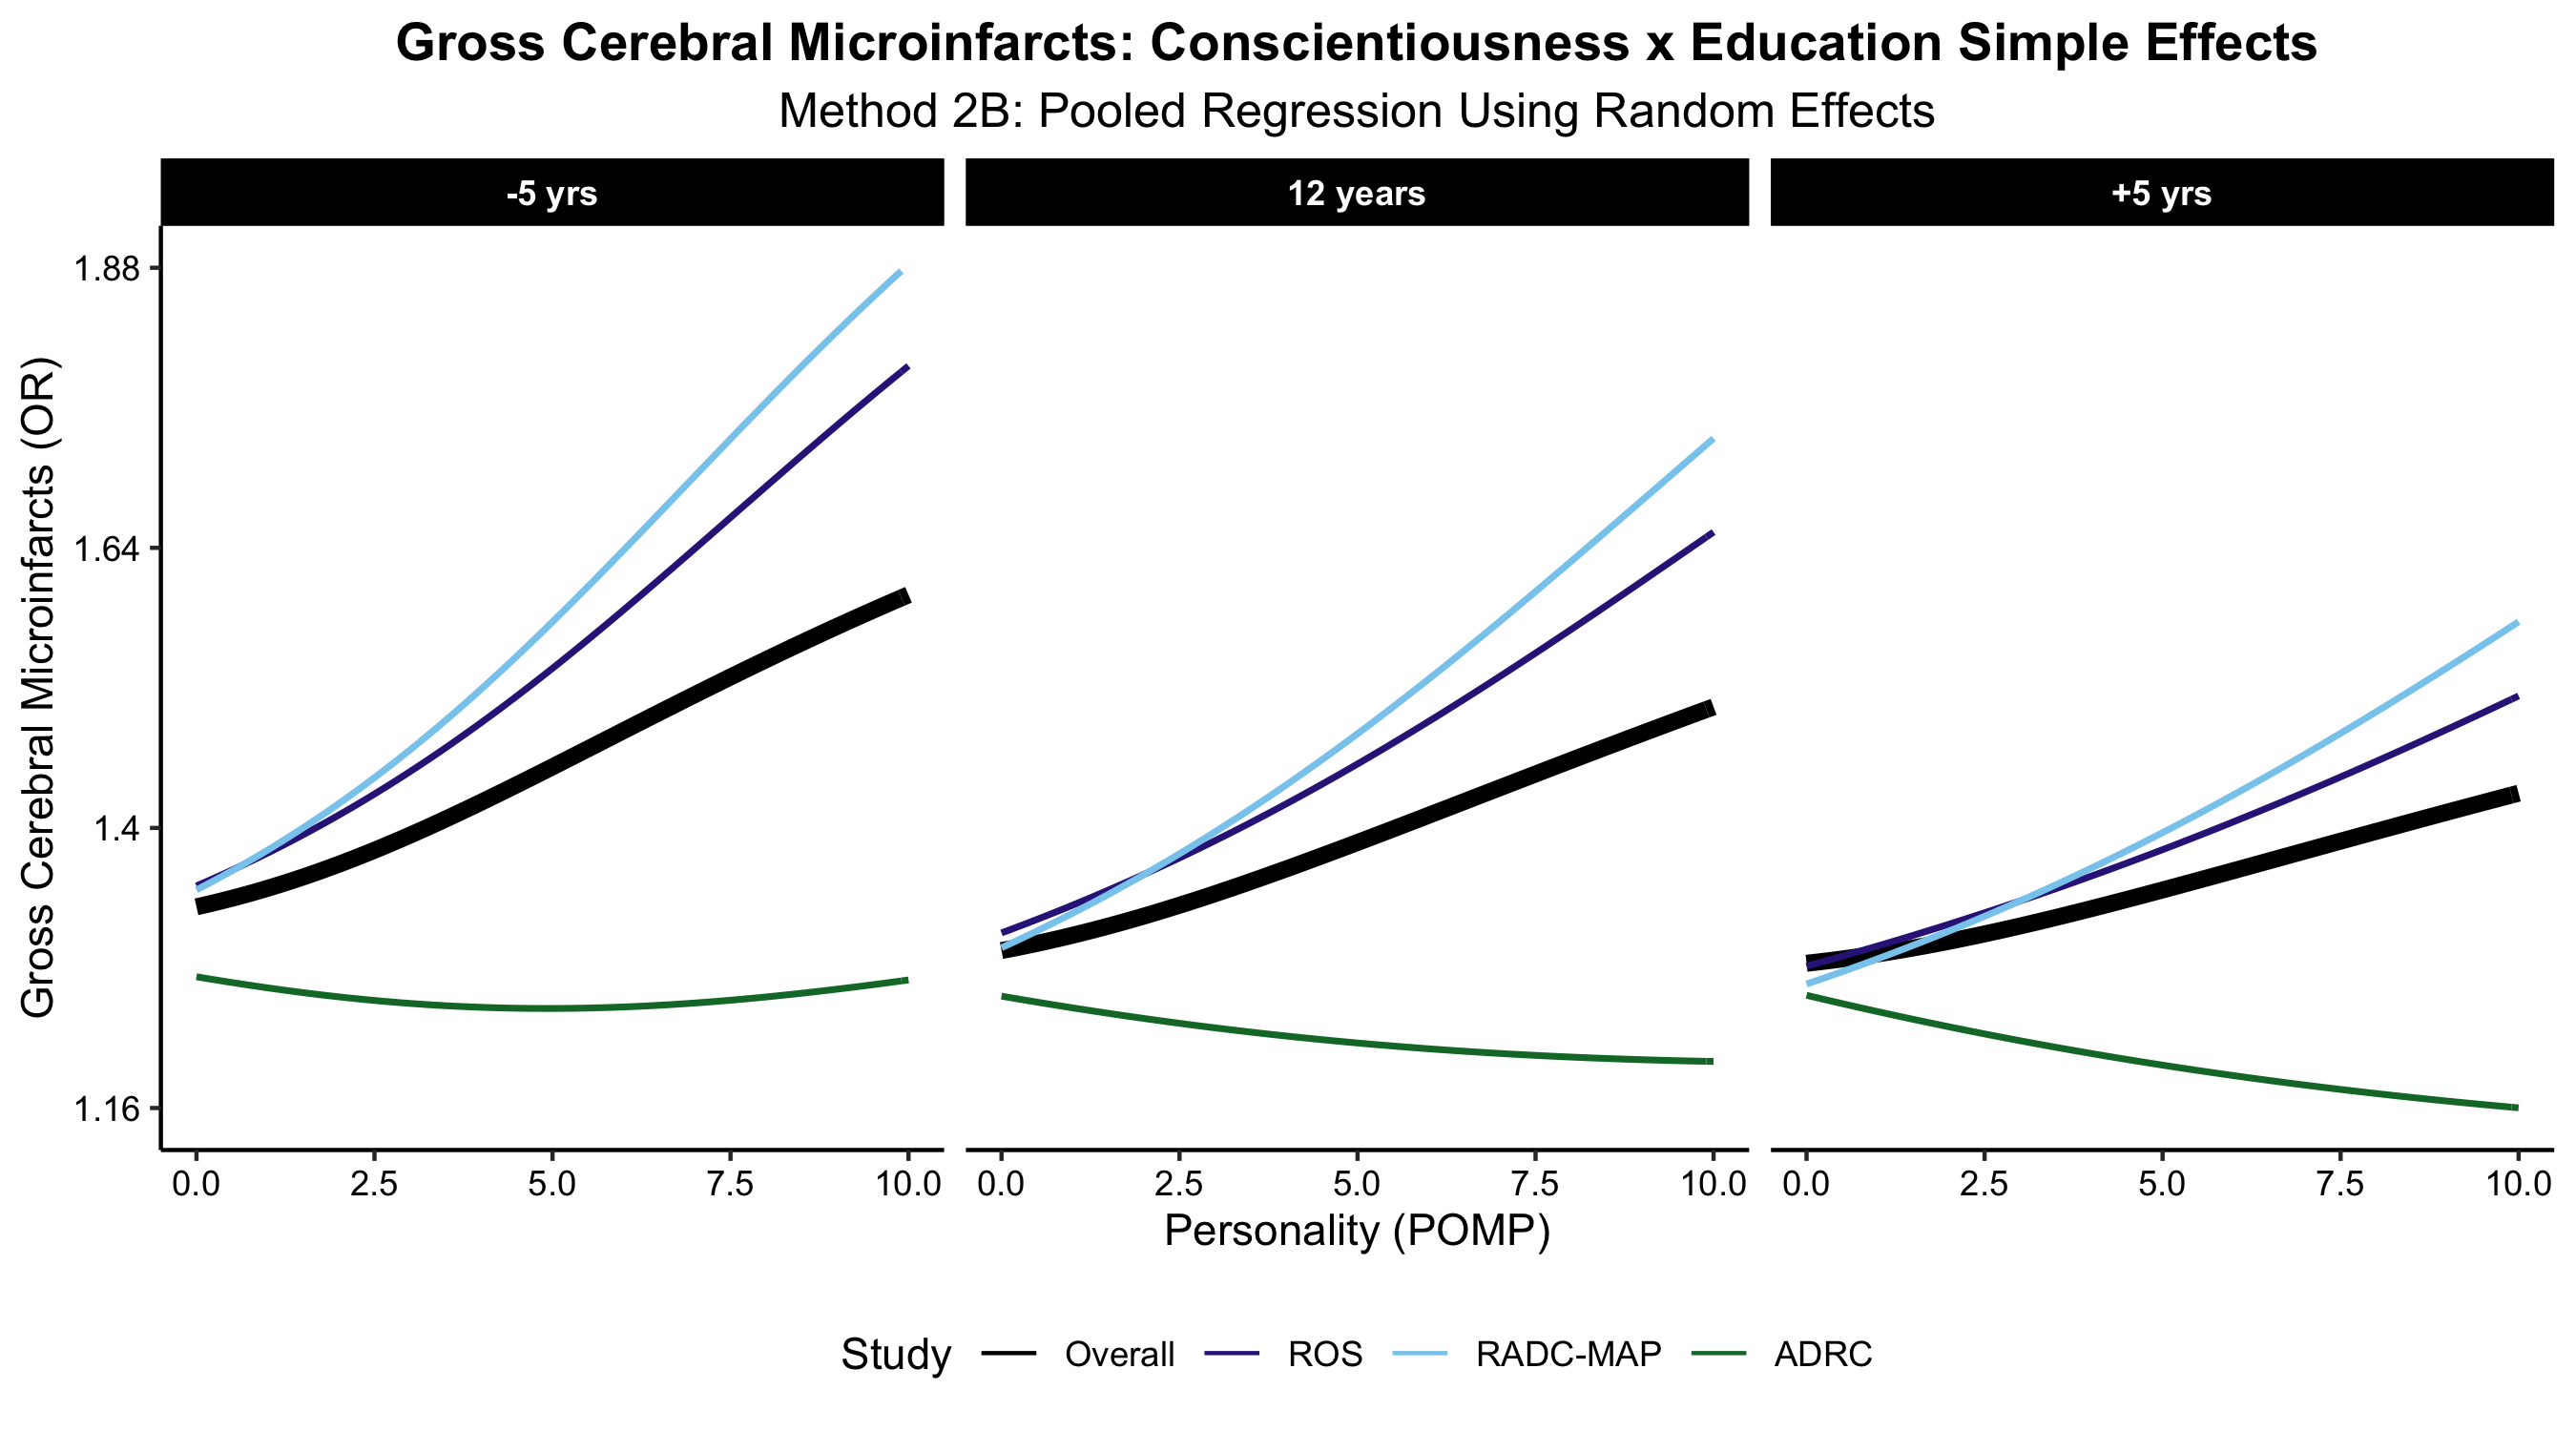 Gross Cerebral Microinfarcts: Conscientiousness x Education Simple Effects
Method 2B: Pooled Regression Using Random Effects
-5 yrs
12 years
+5 yrs
Gross Cerebral Microinfarcts (OR)
1.88
1.64
1.4
1.16
0.0 2.5 5.0 7.5 10.0
0.0 2.5 5.0 7.5 10.0
0.0 2.5 5.0 7.5 10.0
Personality (POMP)
Study Overall ROS RADC-MAP ADRC